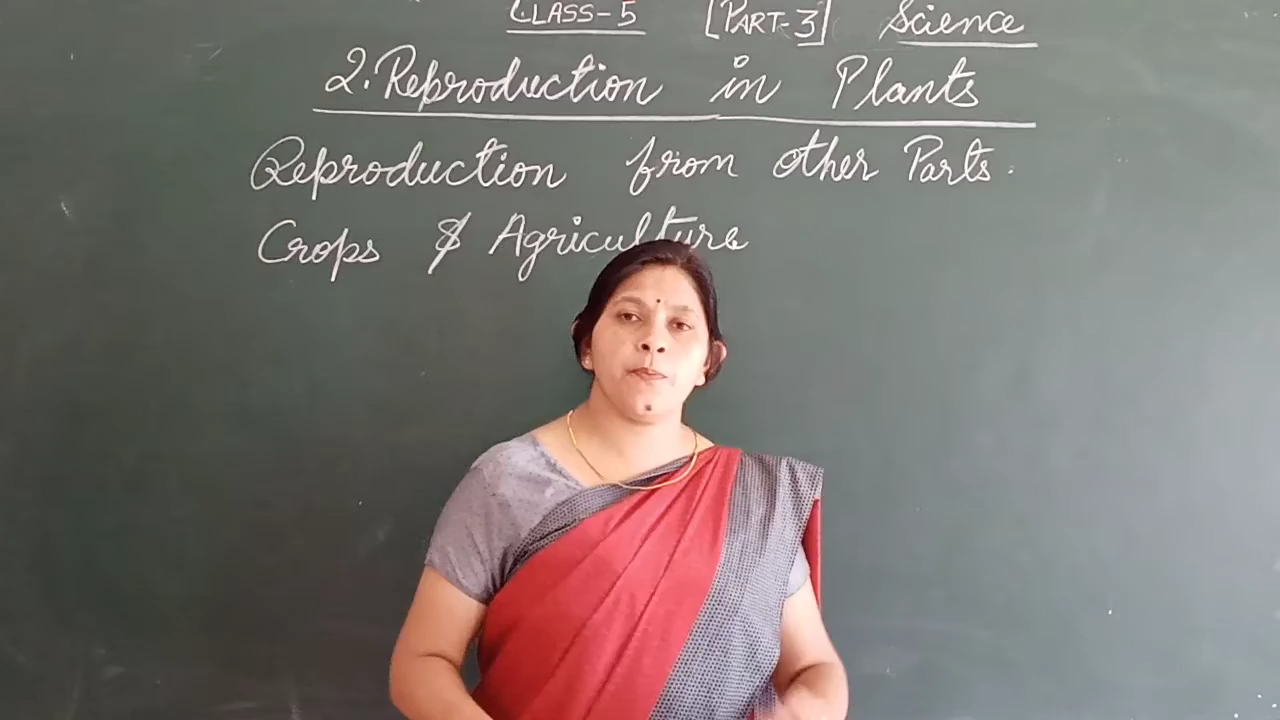 CLASS-5 [PART-3] Science
2. Reproduction in Plants
Reproduction from other Parts.
Crops & Agriculture